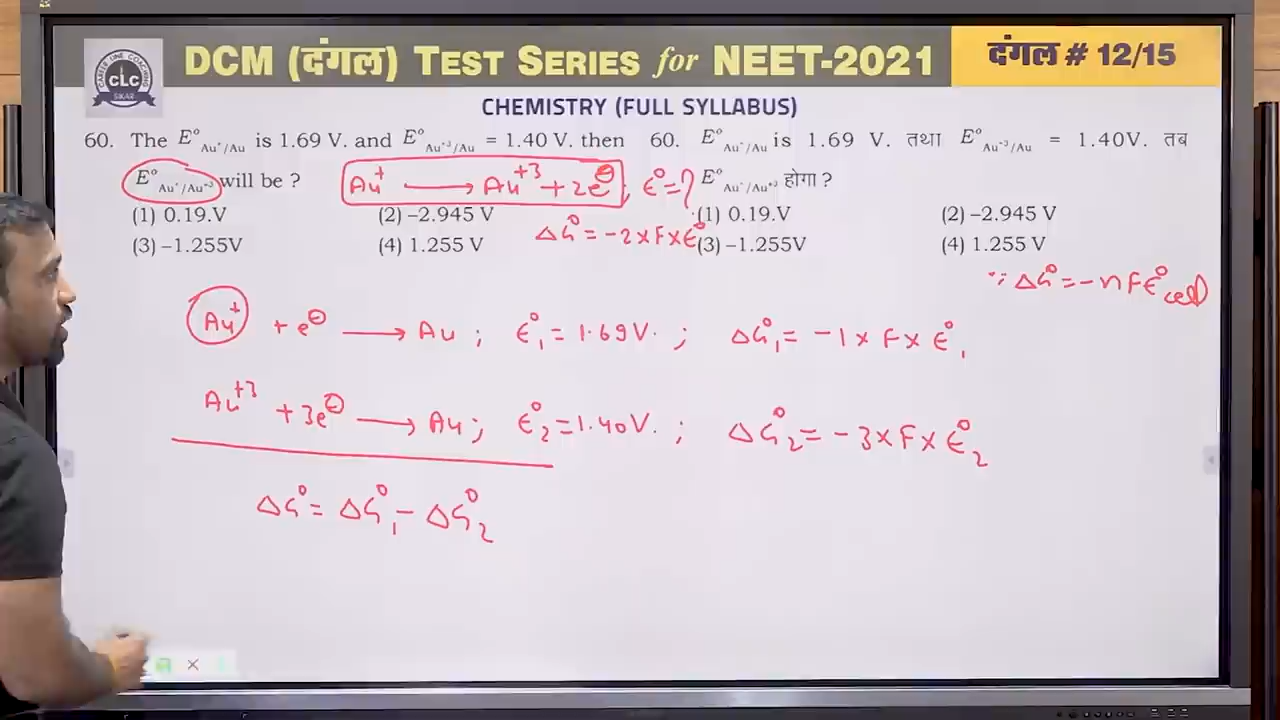 CAREER LINE COACHING
CLC
SIKAR
DCM (दंगल) TEST SERIES for NEET-2021
दंगल # 12/15
CHEMISTRY (FULL SYLLABUS)
60. The E°Au⁺/Au is 1.69 V. and E°Au⁺³/Au = 1.40 V. then
E°Au⁺/Au⁺³ will be ?
(1) 0.19.V (2) –2.945 V
(3) –1.255V (4) 1.255 V
60. E°Au⁺/Au is 1.69 V. तथा E°Au⁺³/Au = 1.40V. तब
E°Au⁺/Au⁺³ होगा ?
(1) 0.19.V (2) –2.945 V
(3) –1.255V (4) 1.255 V
Au⁺ → Au⁺³ + 2e⊖; E° = ?
ΔG° = –2×F×E°
∵ ΔG° = –nFE°cell
Au⁺ + e⊖ → Au ; E°₁ = 1.69V. ; ΔG°₁ = –1×F×E°₁
Au⁺³ + 3e⊖ → Au; E°₂ = 1.40V. ; ΔG°₂ = –3×F×E°₂
ΔG° = ΔG°₁ – ΔG°₂